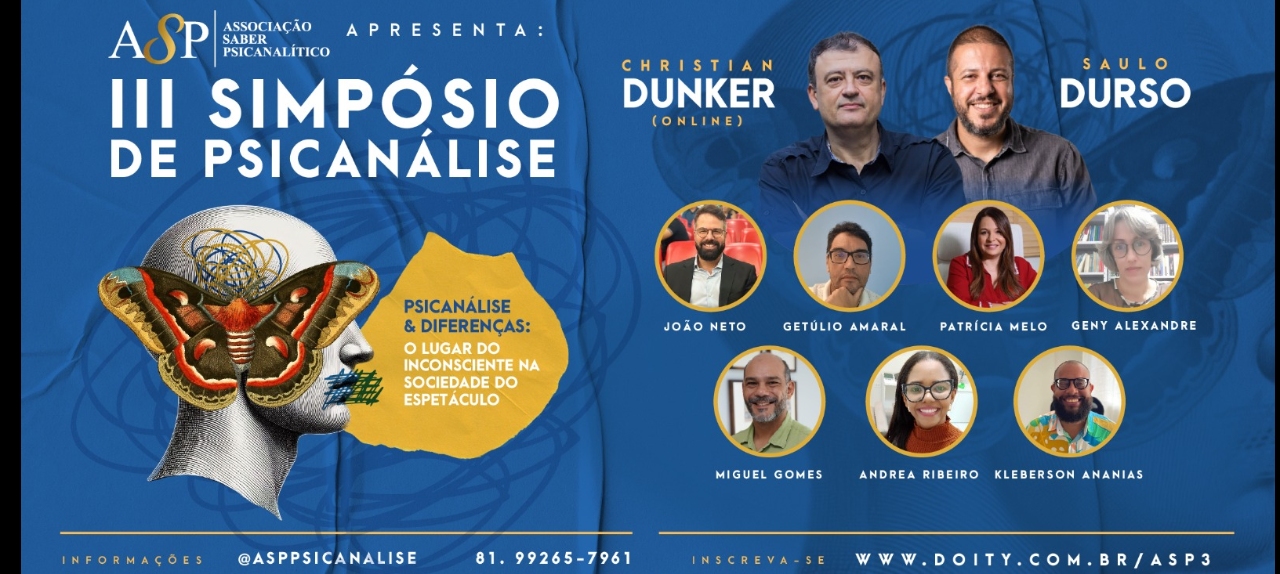 ASP
ASSOCIAÇÃO
SABER
PSICANALÍTICO
APRESENTA:
III SIMPÓSIO
DE PSICANÁLISE
PSICANÁLISE
& DIFERENÇAS:
O LUGAR DO
INCONSCIENTE NA
SOCIEDADE DO
ESPETÁCULO
INFORMAÇÕES @ASPPSICANALISE 81. 99265-7961
CHRISTIAN
DUNKER
(ONLINE)
SAULO
DURSO
JOÃO NETO GETÚLIO AMARAL PATRÍCIA MELO GENY ALEXANDRE
MIGUEL GOMES ANDREA RIBEIRO KLEBERSON ANANIAS
INSCREVA-SE WWW.DOITY.COM.BR/ASP3